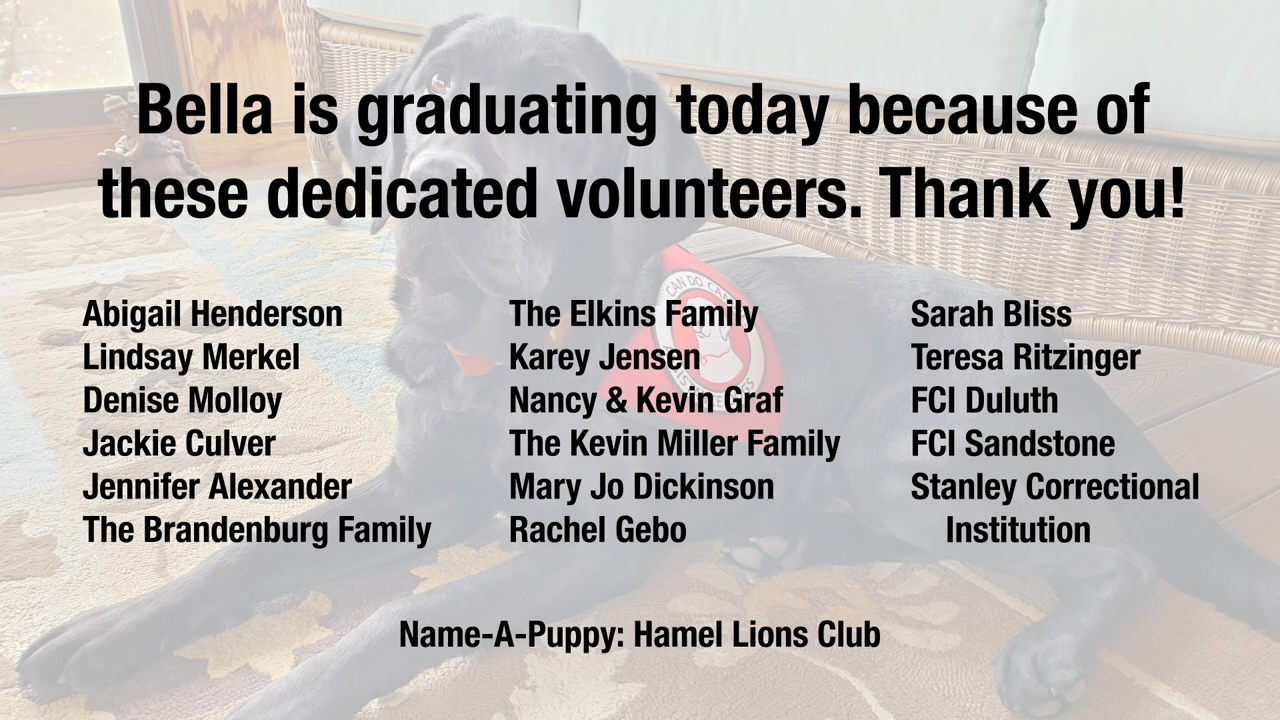 Bella is graduating today because of
these dedicated volunteers. Thank you!
Abigail Henderson
Lindsay Merkel
Denise Molloy
Jackie Culver
Jennifer Alexander
The Brandenburg Family
The Elkins Family
Karey Jensen
Nancy & Kevin Graf
The Kevin Miller Family
Mary Jo Dickinson
Rachel Gebo
Sarah Bliss
Teresa Ritzinger
FCI Duluth
FCI Sandstone
Stanley Correctional
Institution
Name-A-Puppy: Hamel Lions Club
CAN DO